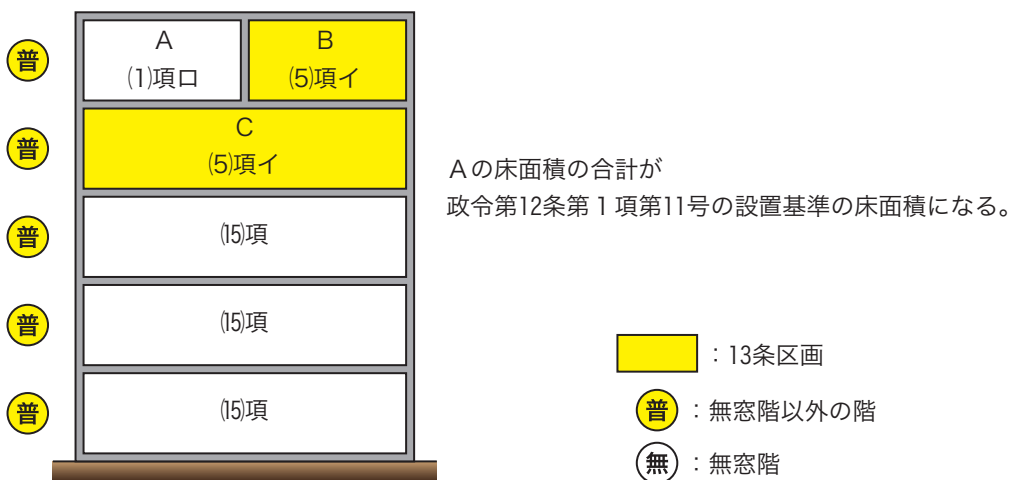 普
A
⑴項ロ
B
⑸項イ
普
C
⑸項イ
普
⒂項
普
⒂項
普
⒂項
Aの床面積の合計が
政令第12条第1項第11号の設置基準の床面積になる。
：13条区画
普：無窓階以外の階
無：無窓階